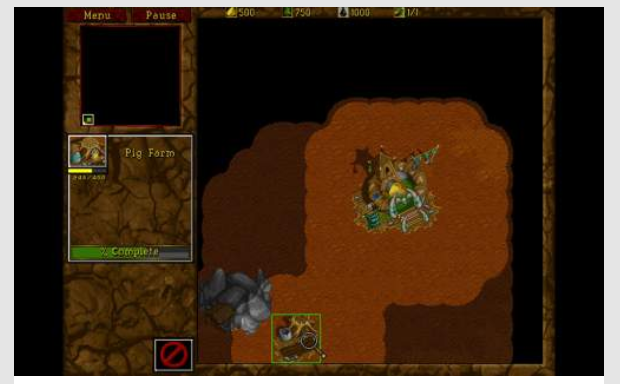 Menu Pause 500 750 1000 1/1
Pig Farm
% Complete